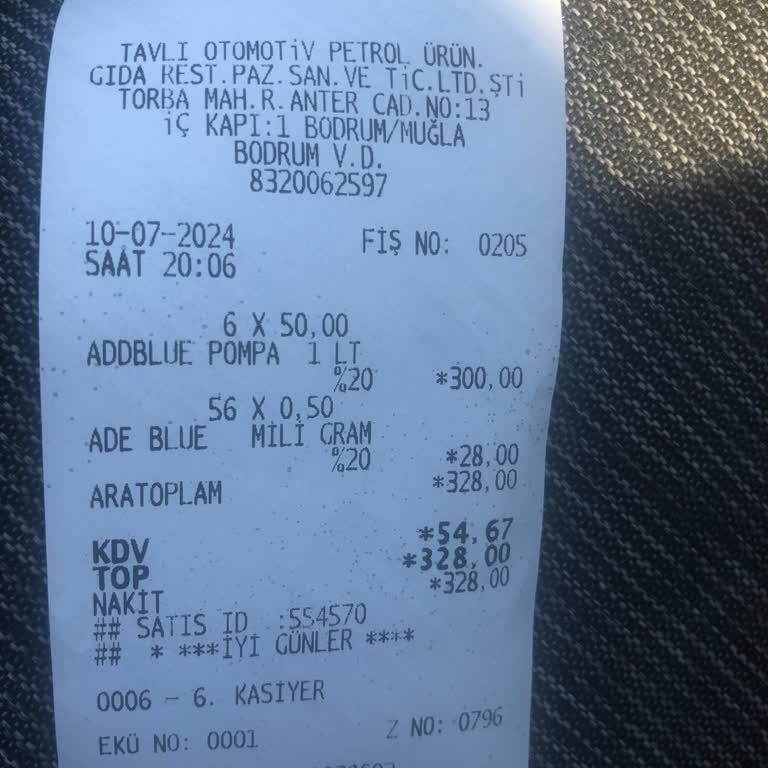 TAVLI OTOMOTİV PETROL ÜRÜN.
GIDA REST.PAZ.SAN.VE TİC.LTD.ŞTİ
TORBA MAH.R.ANTER CAD.NO:13
İÇ KAPI:1 BODRUM/MUĞLA
BODRUM V.D.
8320062597
10-07-2024 FİŞ NO: 0205
SAAT 20:06
6 X 50,00
ADDBLUE POMPA 1 LT
%20 *300,00
56 X 0,50
ADE BLUE MİLİ GRAM
%20 *28,00
ARATOPLAM *328,00
KDV *54,67
TOP *328,00
NAKİT *328,00
## SATIS ID :554570
## * ***İYİ GÜNLER ****
0006 - 6. KASİYER
EKÜ NO: 0001 Z NO: 0796